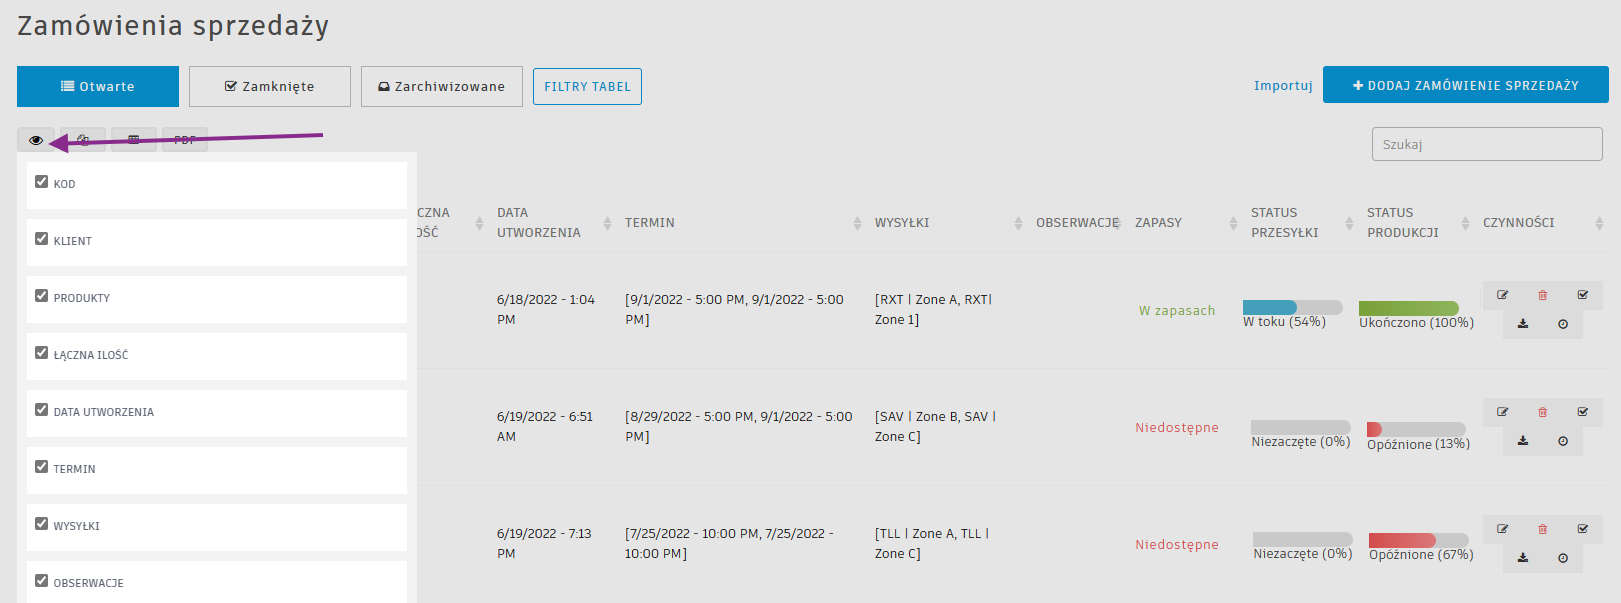 Zamówienia sprzedaży
Otwarte
Zamknięte
Zarchiwizowane
FILTRY TABEL
Importuj
DODAJ ZAMÓWIENIE SPRZEDAŻY
PDF
Szukaj
KOD
KLIENT
PRODUKTY
ŁĄCZNA ILOŚĆ
DATA UTWORZENIA
TERMIN
WYSYŁKI
OBSERWACJE
CZNA
OŚĆ
DATA
UTWORZENIA
TERMIN
WYSYŁKI
OBSERWACJE
ZAPASY
STATUS
PRZESYŁKI
STATUS
PRODUKCJI
CZYNNOŚCI
6/18/2022 - 1:04
PM
[9/1/2022 - 5:00 PM, 9/1/2022 - 5:00
PM]
[RXT | Zone A, RXT|
Zone 1]
W zapasach
W toku (54%)
Ukończono (100%)
6/19/2022 - 6:51
AM
[8/29/2022 - 5:00 PM, 9/1/2022 - 5:00
PM]
[SAV | Zone B, SAV |
Zone C]
Niedostępne
Niezaczęte (0%)
Opóźnione (13%)
6/19/2022 - 7:13
PM
[7/25/2022 - 10:00 PM, 7/25/2022 -
10:00 PM]
[TLL | Zone A, TLL |
Zone C]
Niedostępne
Niezaczęte (0%)
Opóźnione (67%)